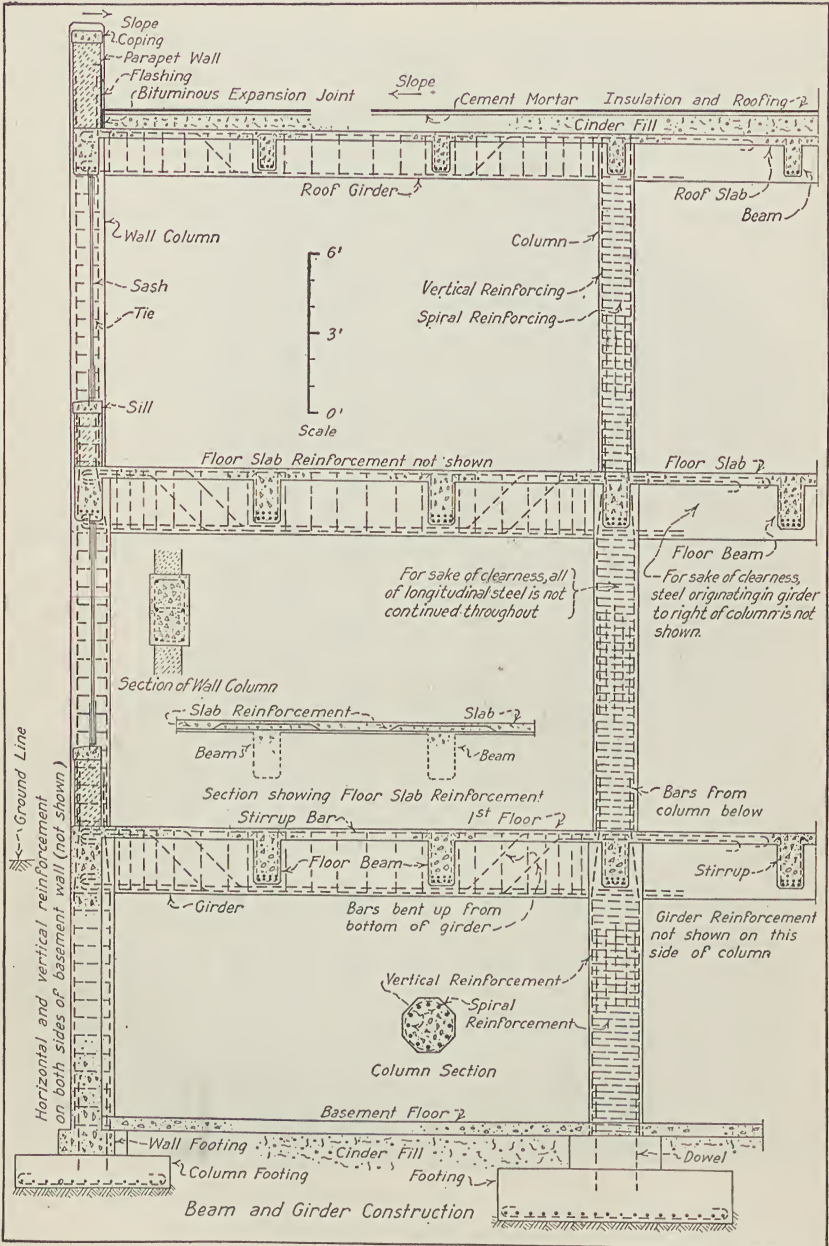 Slope
Coping
Parapet Wall
Flashing
Bituminous Expansion Joint
Slope
Cement Mortar
Insulation and Roofing
Cinder Fill
Roof Girder
Roof Slab
Beam
Wall Column
Sash
Tie
Sill
6'
3'
0'
Scale
Column
Vertical Reinforcing
Spiral Reinforcing
Floor Slab Reinforcement not shown
Floor Slab
Floor Beam
For sake of clearness, all
of longitudinal steel is not
continued throughout
For sake of clearness,
steel originating in girder
to right of column is not
shown.
Section of Wall Column
Slab Reinforcement
Slab
Beam
Beam
Section showing Floor Slab Reinforcement
Stirrup Bar
1st Floor
Bars from
column below
Floor Beam
Stirrup
Girder
Bars bent up from
bottom of girder
Girder Reinforcement
not shown on this
side of column
Ground Line
Horizontal and vertical reinforcement
on both sides of basement wall (not shown)
Vertical Reinforcement
Spiral
Reinforcement
Column Section
Basement Floor
Wall Footing
Cinder Fill
Dowel
Column Footing
Footing
Beam and Girder Construction